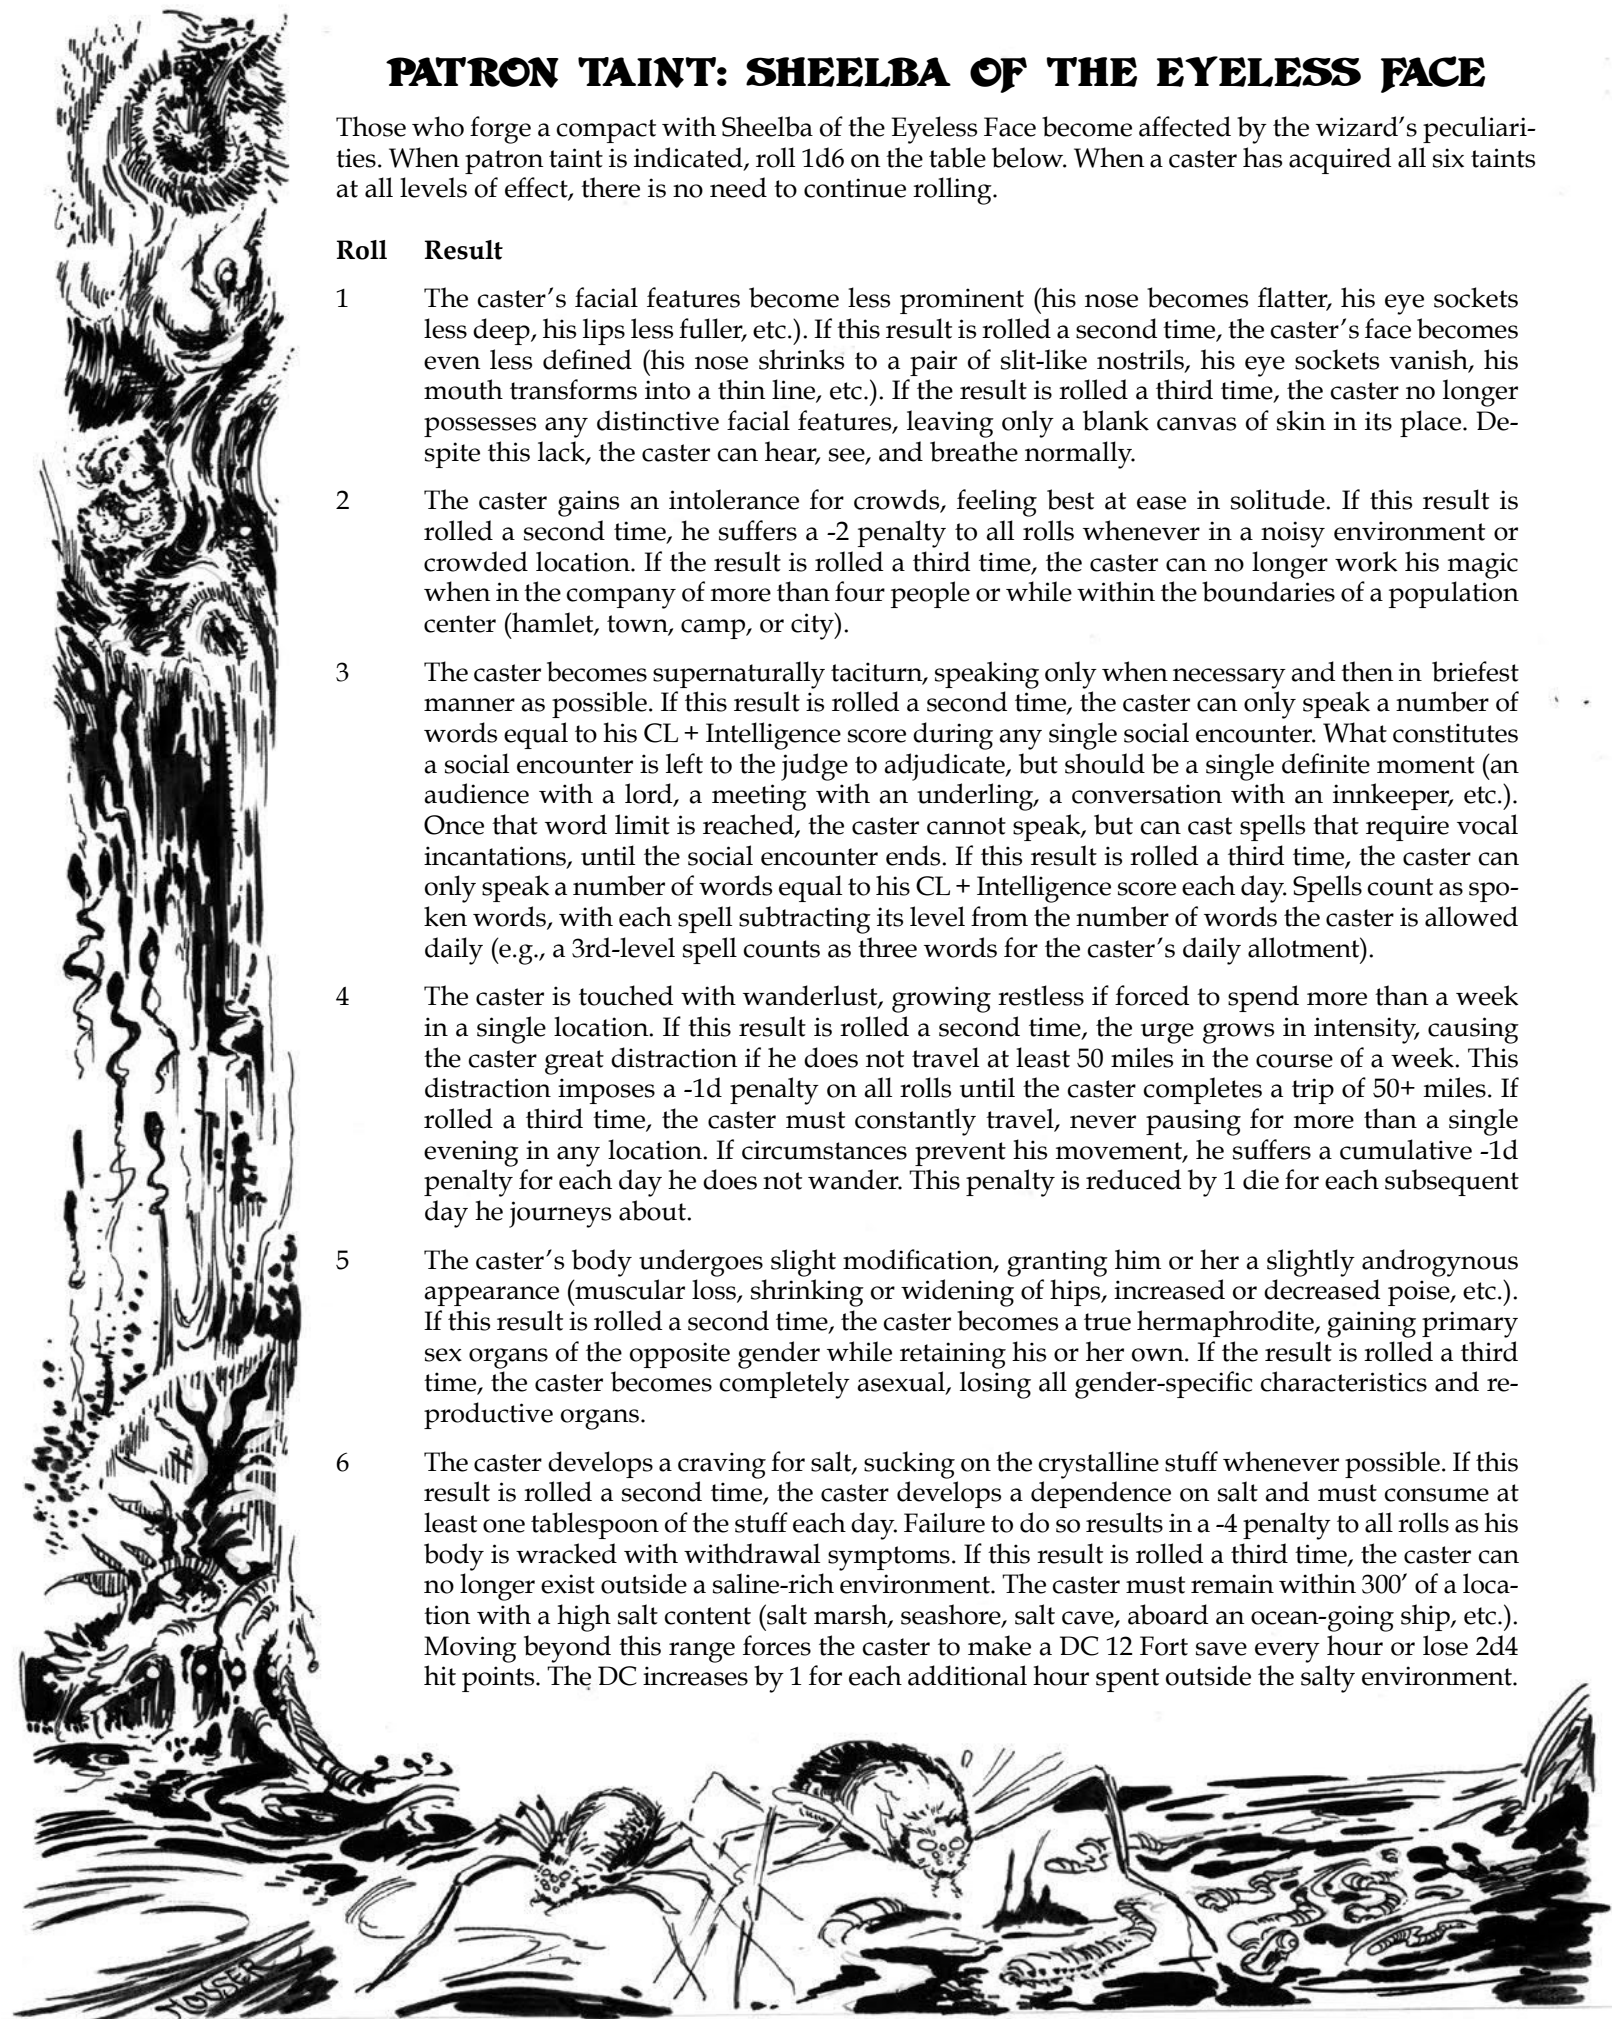 PATRON TAINT: SHEELBA OF THE EYELESS FACE
Those who forge a compact with Sheelba of the Eyeless Face become affected by the wizard's peculiari-
ties. When patron taint is indicated, roll 1d6 on the table below. When a caster has acquired all six taints
at all levels of effect, there is no need to continue rolling.
Roll Result
1 The caster's facial features become less prominent (his nose becomes flatter, his eye sockets
less deep, his lips less fuller, etc.). If this result is rolled a second time, the caster's face becomes
even less defined (his nose shrinks to a pair of slit-like nostrils, his eye sockets vanish, his
mouth transforms into a thin line, etc.). If the result is rolled a third time, the caster no longer
possesses any distinctive facial features, leaving only a blank canvas of skin in its place. De-
spite this lack, the caster can hear, see, and breathe normally.
2 The caster gains an intolerance for crowds, feeling best at ease in solitude. If this result is
rolled a second time, he suffers a -2 penalty to all rolls whenever in a noisy environment or
crowded location. If the result is rolled a third time, the caster can no longer work his magic
when in the company of more than four people or while within the boundaries of a population
center (hamlet, town, camp, or city).
3 The caster becomes supernaturally taciturn, speaking only when necessary and then in briefest
manner as possible. If this result is rolled a second time, the caster can only speak a number of
words equal to his CL + Intelligence score during any single social encounter. What constitutes
a social encounter is left to the judge to adjudicate, but should be a single definite moment (an
audience with a lord, a meeting with an underling, a conversation with an innkeeper, etc.).
Once that word limit is reached, the caster cannot speak, but can cast spells that require vocal
incantations, until the social encounter ends. If this result is rolled a third time, the caster can
only speak a number of words equal to his CL + Intelligence score each day. Spells count as spo-
ken words, with each spell subtracting its level from the number of words the caster is allowed
daily (e.g., a 3rd-level spell counts as three words for the caster's daily allotment).
4 The caster is touched with wanderlust, growing restless if forced to spend more than a week
in a single location. If this result is rolled a second time, the urge grows in intensity, causing
the caster great distraction if he does not travel at least 50 miles in the course of a week. This
distraction imposes a -1d penalty on all rolls until the caster completes a trip of 50+ miles. If
rolled a third time, the caster must constantly travel, never pausing for more than a single
evening in any location. If circumstances prevent his movement, he suffers a cumulative -1d
penalty for each day he does not wander. This penalty is reduced by 1 die for each subsequent
day he journeys about.
5 The caster's body undergoes slight modification, granting him or her a slightly androgynous
appearance (muscular loss, shrinking or widening of hips, increased or decreased poise, etc.).
If this result is rolled a second time, the caster becomes a true hermaphrodite, gaining primary
sex organs of the opposite gender while retaining his or her own. If the result is rolled a third
time, the caster becomes completely asexual, losing all gender-specific characteristics and re-
productive organs.
6 The caster develops a craving for salt, sucking on the crystalline stuff whenever possible. If this
result is rolled a second time, the caster develops a dependence on salt and must consume at
least one tablespoon of the stuff each day. Failure to do so results in a -4 penalty to all rolls as his
body is wracked with withdrawal symptoms. If this result is rolled a third time, the caster can
no longer exist outside a saline-rich environment. The caster must remain within 300' of a loca-
tion with a high salt content (salt marsh, seashore, salt cave, aboard an ocean-going ship, etc.).
Moving beyond this range forces the caster to make a DC 12 Fort save every hour or lose 2d4
hit points. The DC increases by 1 for each additional hour spent outside the salty environment.
MOUSER